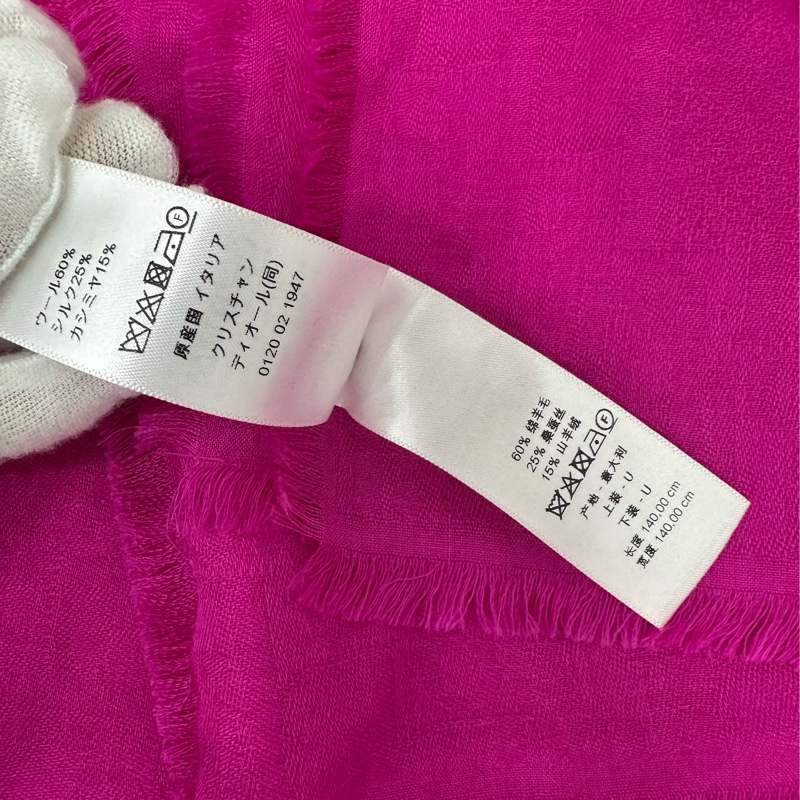 ウール60%
シルク25%
カシミヤ15%
F
原産国 イタリア
クリスチャン
ディオール(同)
0120 02 1947
60% 绵羊毛
25% 桑蚕丝
15% 山羊绒
F
产地 - 意大利
上装 - U
下装 - U
长度 140,00 cm
宽度 140,00 cm